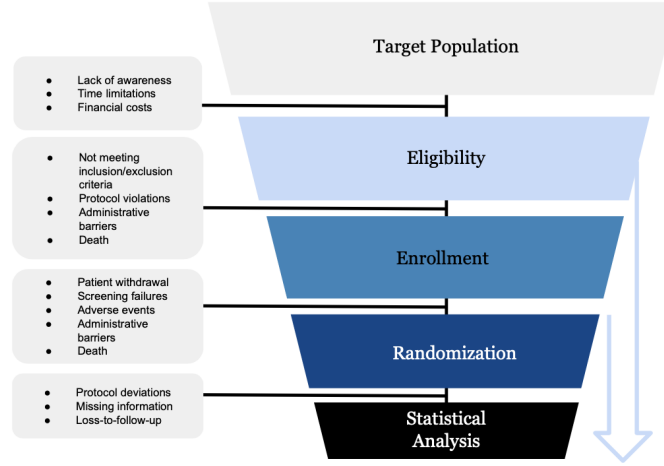 Target Population
Lack of awareness
Time limitations
Financial costs
Eligibility
Not meeting
inclusion/exclusion
criteria
Protocol violations
Administrative
barriers
Death
Enrollment
Patient withdrawal
Screening failures
Adverse events
Administrative
barriers
Death
Randomization
Protocol deviations
Missing information
Loss-to-follow-up
Statistical
Analysis